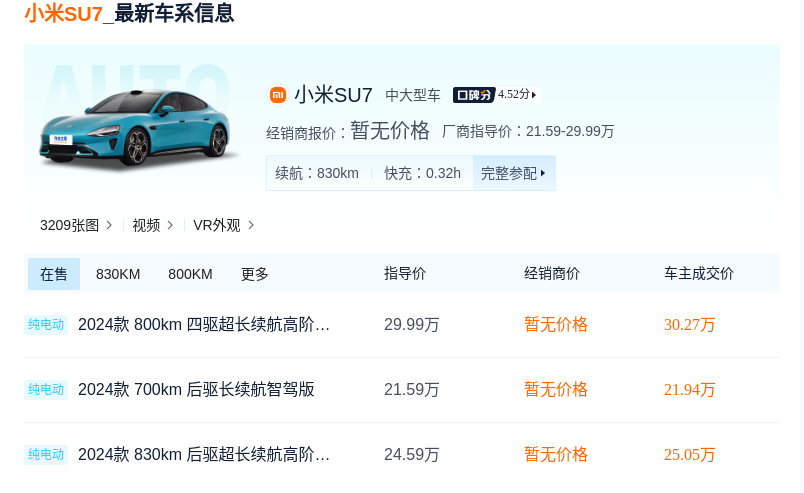 小米SU7_最新车系信息
AUTO
小米SU7 中大型车 口碑分 4.52分
经销商报价：暂无价格 厂商指导价：21.59-29.99万
续航：830km 快充：0.32h 完整参配
3209张图 视频 VR外观
在售 830KM 800KM 更多 指导价 经销商价 车主成交价
纯电动 2024款 800km 四驱超长续航高阶… 29.99万 暂无价格 30.27万
纯电动 2024款 700km 后驱长续航智驾版 21.59万 暂无价格 21.94万
纯电动 2024款 830km 后驱超长续航高阶… 24.59万 暂无价格 25.05万